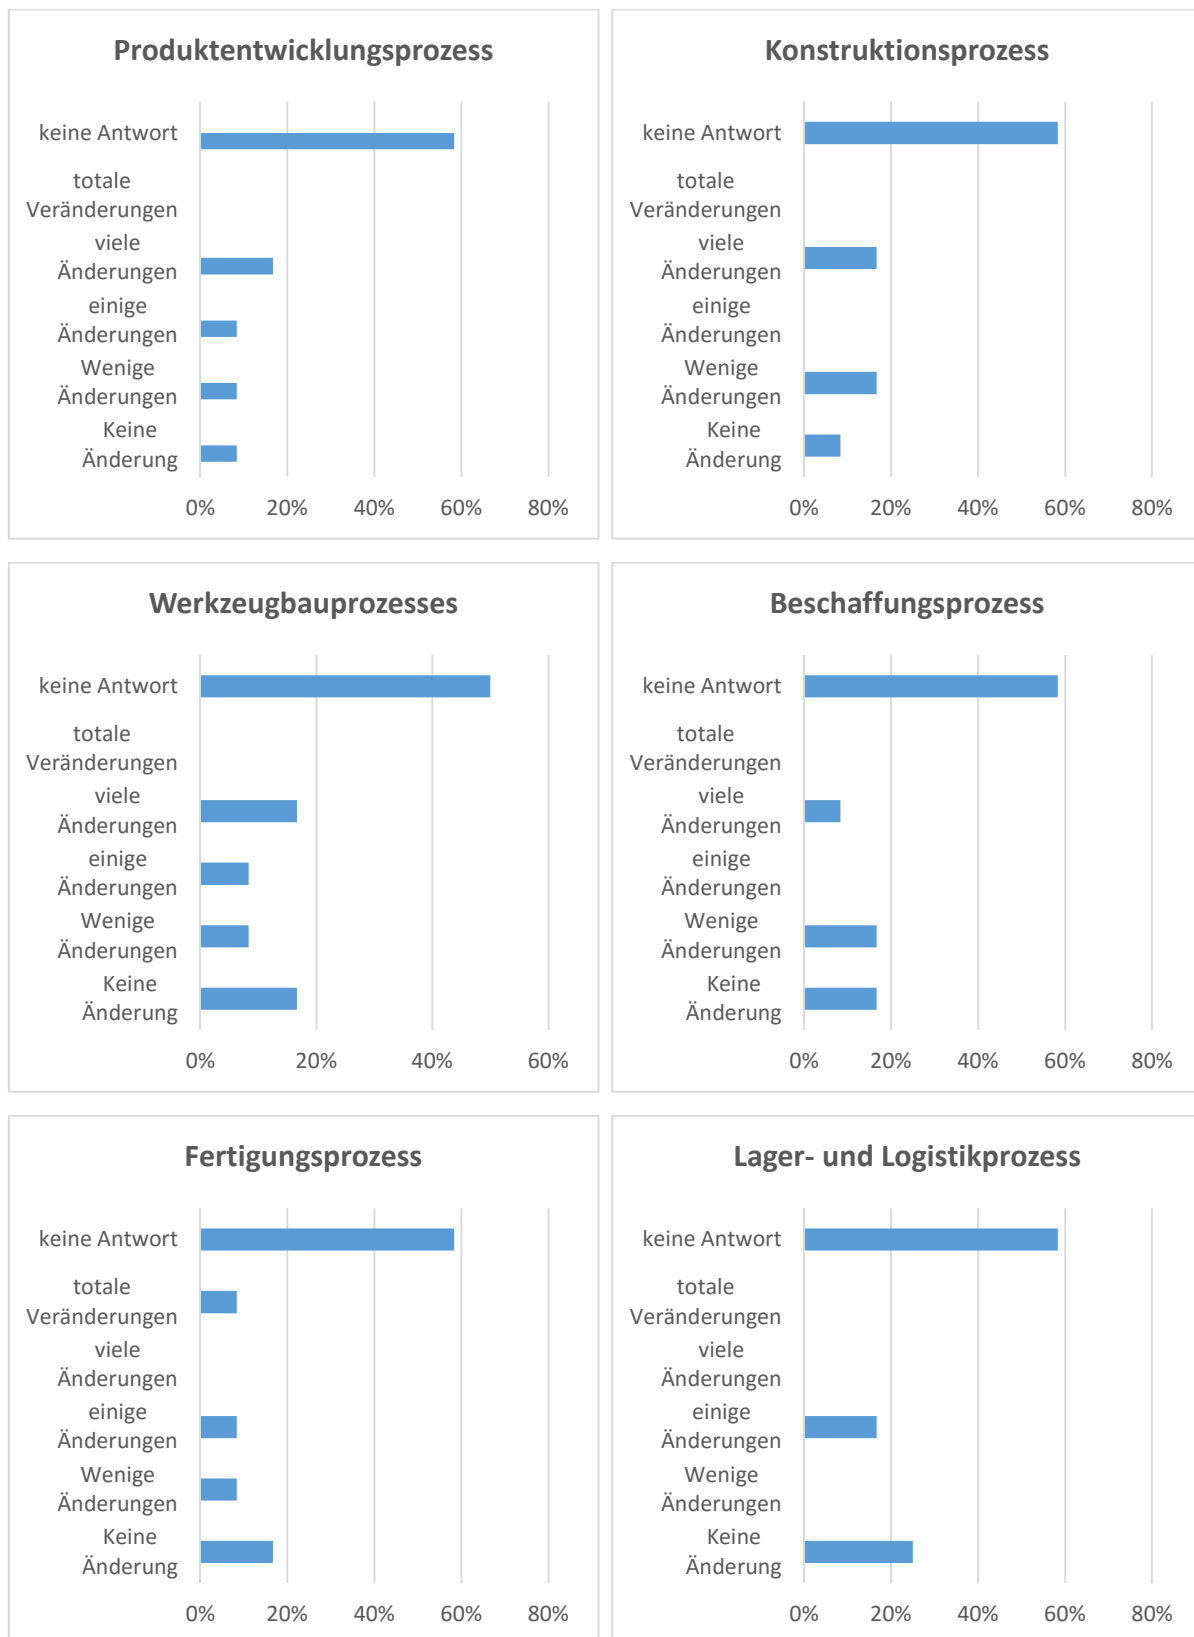 Produktentwicklungsprozess
keine Antwort
totale
Veränderungen
viele
Änderungen
einige
Änderungen
Wenige
Änderungen
Keine
Änderung
0% 20% 40% 60% 80%
Konstruktionsprozess
keine Antwort
totale
Veränderungen
viele
Änderungen
einige
Änderungen
Wenige
Änderungen
Keine
Änderung
0% 20% 40% 60% 80%
Werkzeugbauprozesses
keine Antwort
totale
Veränderungen
viele
Änderungen
einige
Änderungen
Wenige
Änderungen
Keine
Änderung
0% 20% 40% 60%
Beschaffungsprozess
keine Antwort
totale
Veränderungen
viele
Änderungen
einige
Änderungen
Wenige
Änderungen
Keine
Änderung
0% 20% 40% 60% 80%
Fertigungsprozess
keine Antwort
totale
Veränderungen
viele
Änderungen
einige
Änderungen
Wenige
Änderungen
Keine
Änderung
0% 20% 40% 60% 80%
Lager- und Logistikprozess
keine Antwort
totale
Veränderungen
viele
Änderungen
einige
Änderungen
Wenige
Änderungen
Keine
Änderung
0% 20% 40% 60% 80%